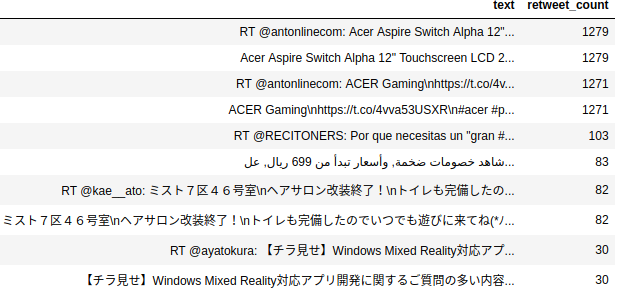 text retweet_count
RT @antonlinecom: Acer Aspire Switch Alpha 12"... 1279
Acer Aspire Switch Alpha 12" Touchscreen LCD 2... 1279
RT @antonlinecom: ACER Gaming\nhttps://t.co/4v... 1271
ACER Gaming\nhttps://t.co/4vva53USXR\n#acer #p... 1271
RT @RECITONERS: Por que necesitas un "gran #... 103
شاهد خصومات ضخمة, وأسعار تبدأ من 699 ريال, عل... 83
RT @kae__ato: ミスト７区４６号室\nヘアサロン改装終了！\nトイレも完備したの... 82
ミスト７区４６号室\nヘアサロン改装終了！\nトイレも完備したのでいつでも遊びに来てね(*ﾉ... 82
RT @ayatokura: 【チラ見せ】Windows Mixed Reality対応アプ... 30
【チラ見せ】Windows Mixed Reality対応アプリ開発に関するご質問の多い内容... 30